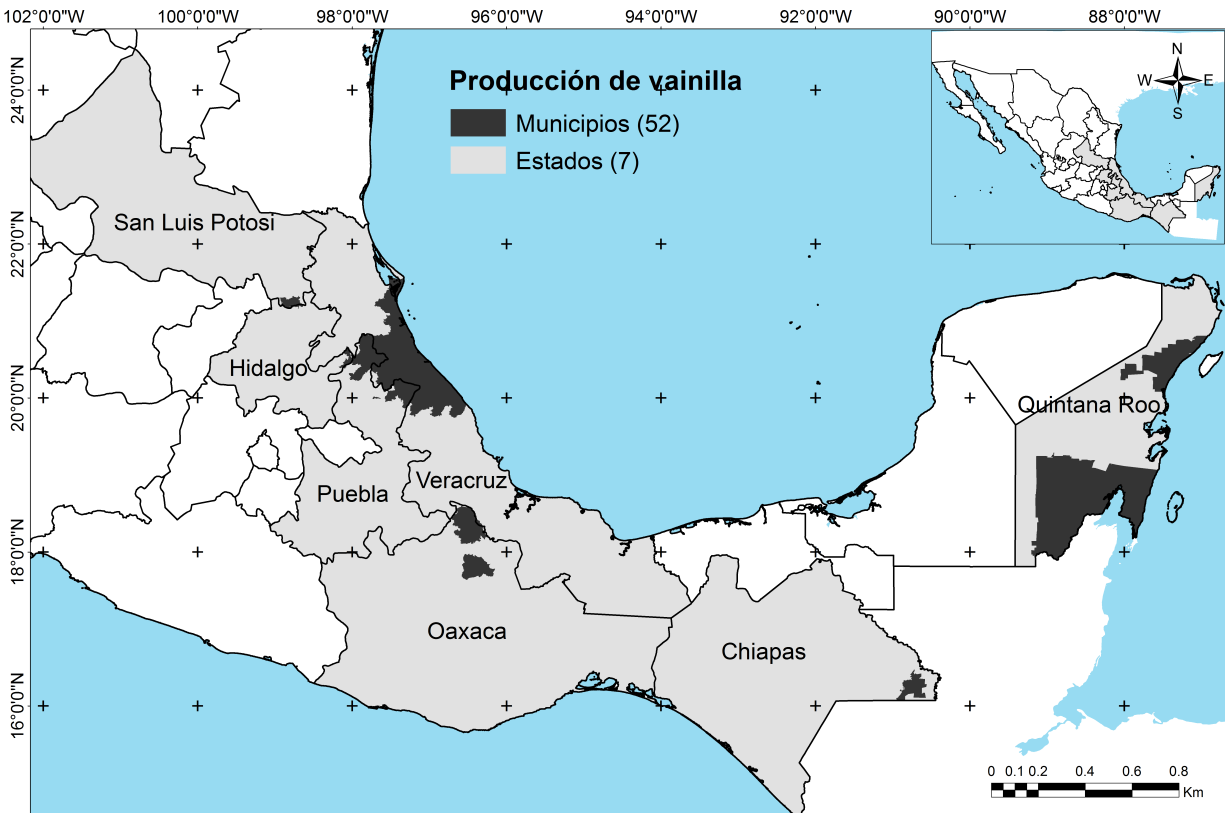 102°0'0"W 100°0'0"W 98°0'0"W 96°0'0"W 94°0'0"W 92°0'0"W 90°0'0"W 88°0'0"W
24°0'0"N
22°0'0"N
20°0'0"N
18°0'0"N
16°0'0"N
Producción de vainilla
Municipios (52)
Estados (7)
N
W E
S
San Luis Potosi
Hidalgo
Quintana Roo
Puebla
Veracruz
Oaxaca
Chiapas
0 0.1 0.2 0.4 0.6 0.8
Km